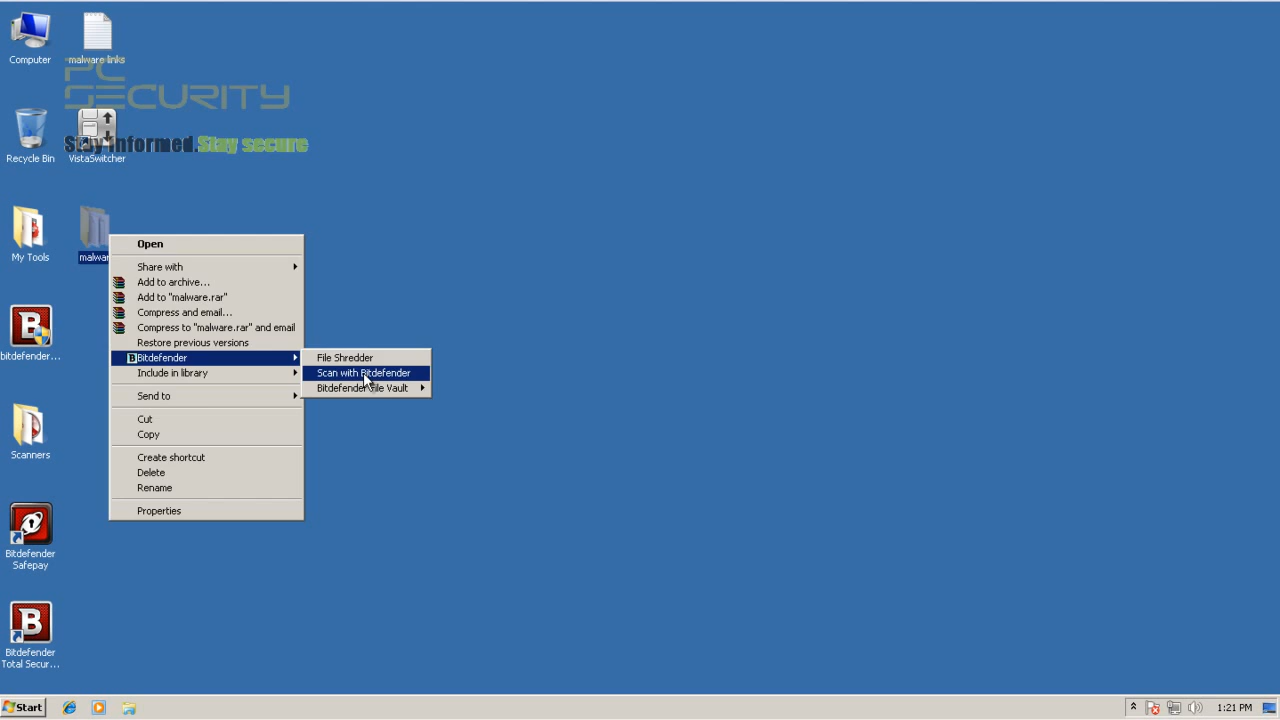 Computer
malware links
PC
SECURITY
Stay informed.Stay secure
Recycle Bin
VistaSwitcher
My Tools
malwar
bitdefender...
Scanners
Bitdefender
Safepay
Bitdefender
Total Secur...
Open
Share with
Add to archive...
Add to "malware.rar"
Compress and email...
Compress to "malware.rar" and email
Restore previous versions
Bitdefender
Include in library
Send to
Cut
Copy
Create shortcut
Delete
Rename
Properties
File Shredder
Scan with Bitdefender
Bitdefender File Vault
Start
1:21 PM